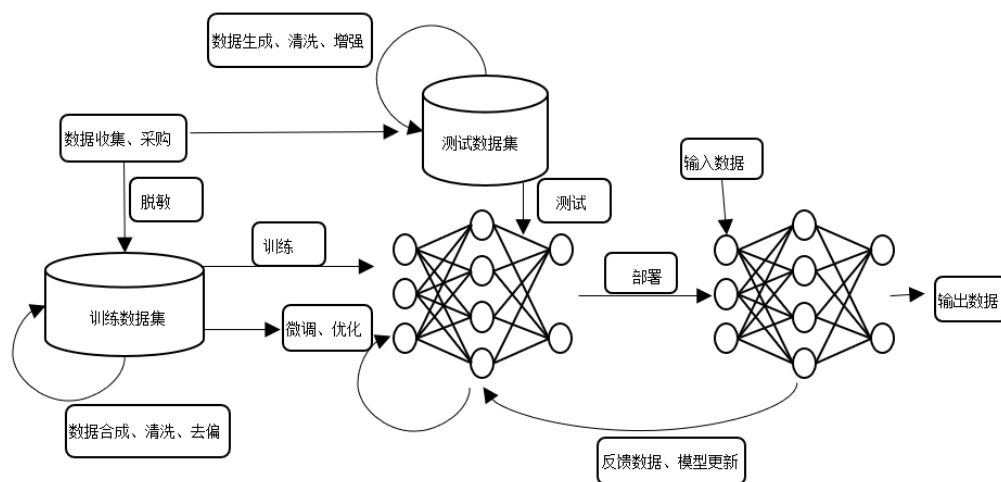 数据生成、清洗、增强
数据收集、采购
测试数据集
输入数据
脱敏
测试
训练
部署
输出数据
训练数据集
微调、优化
数据合成、清洗、去偏
反馈数据、模型更新